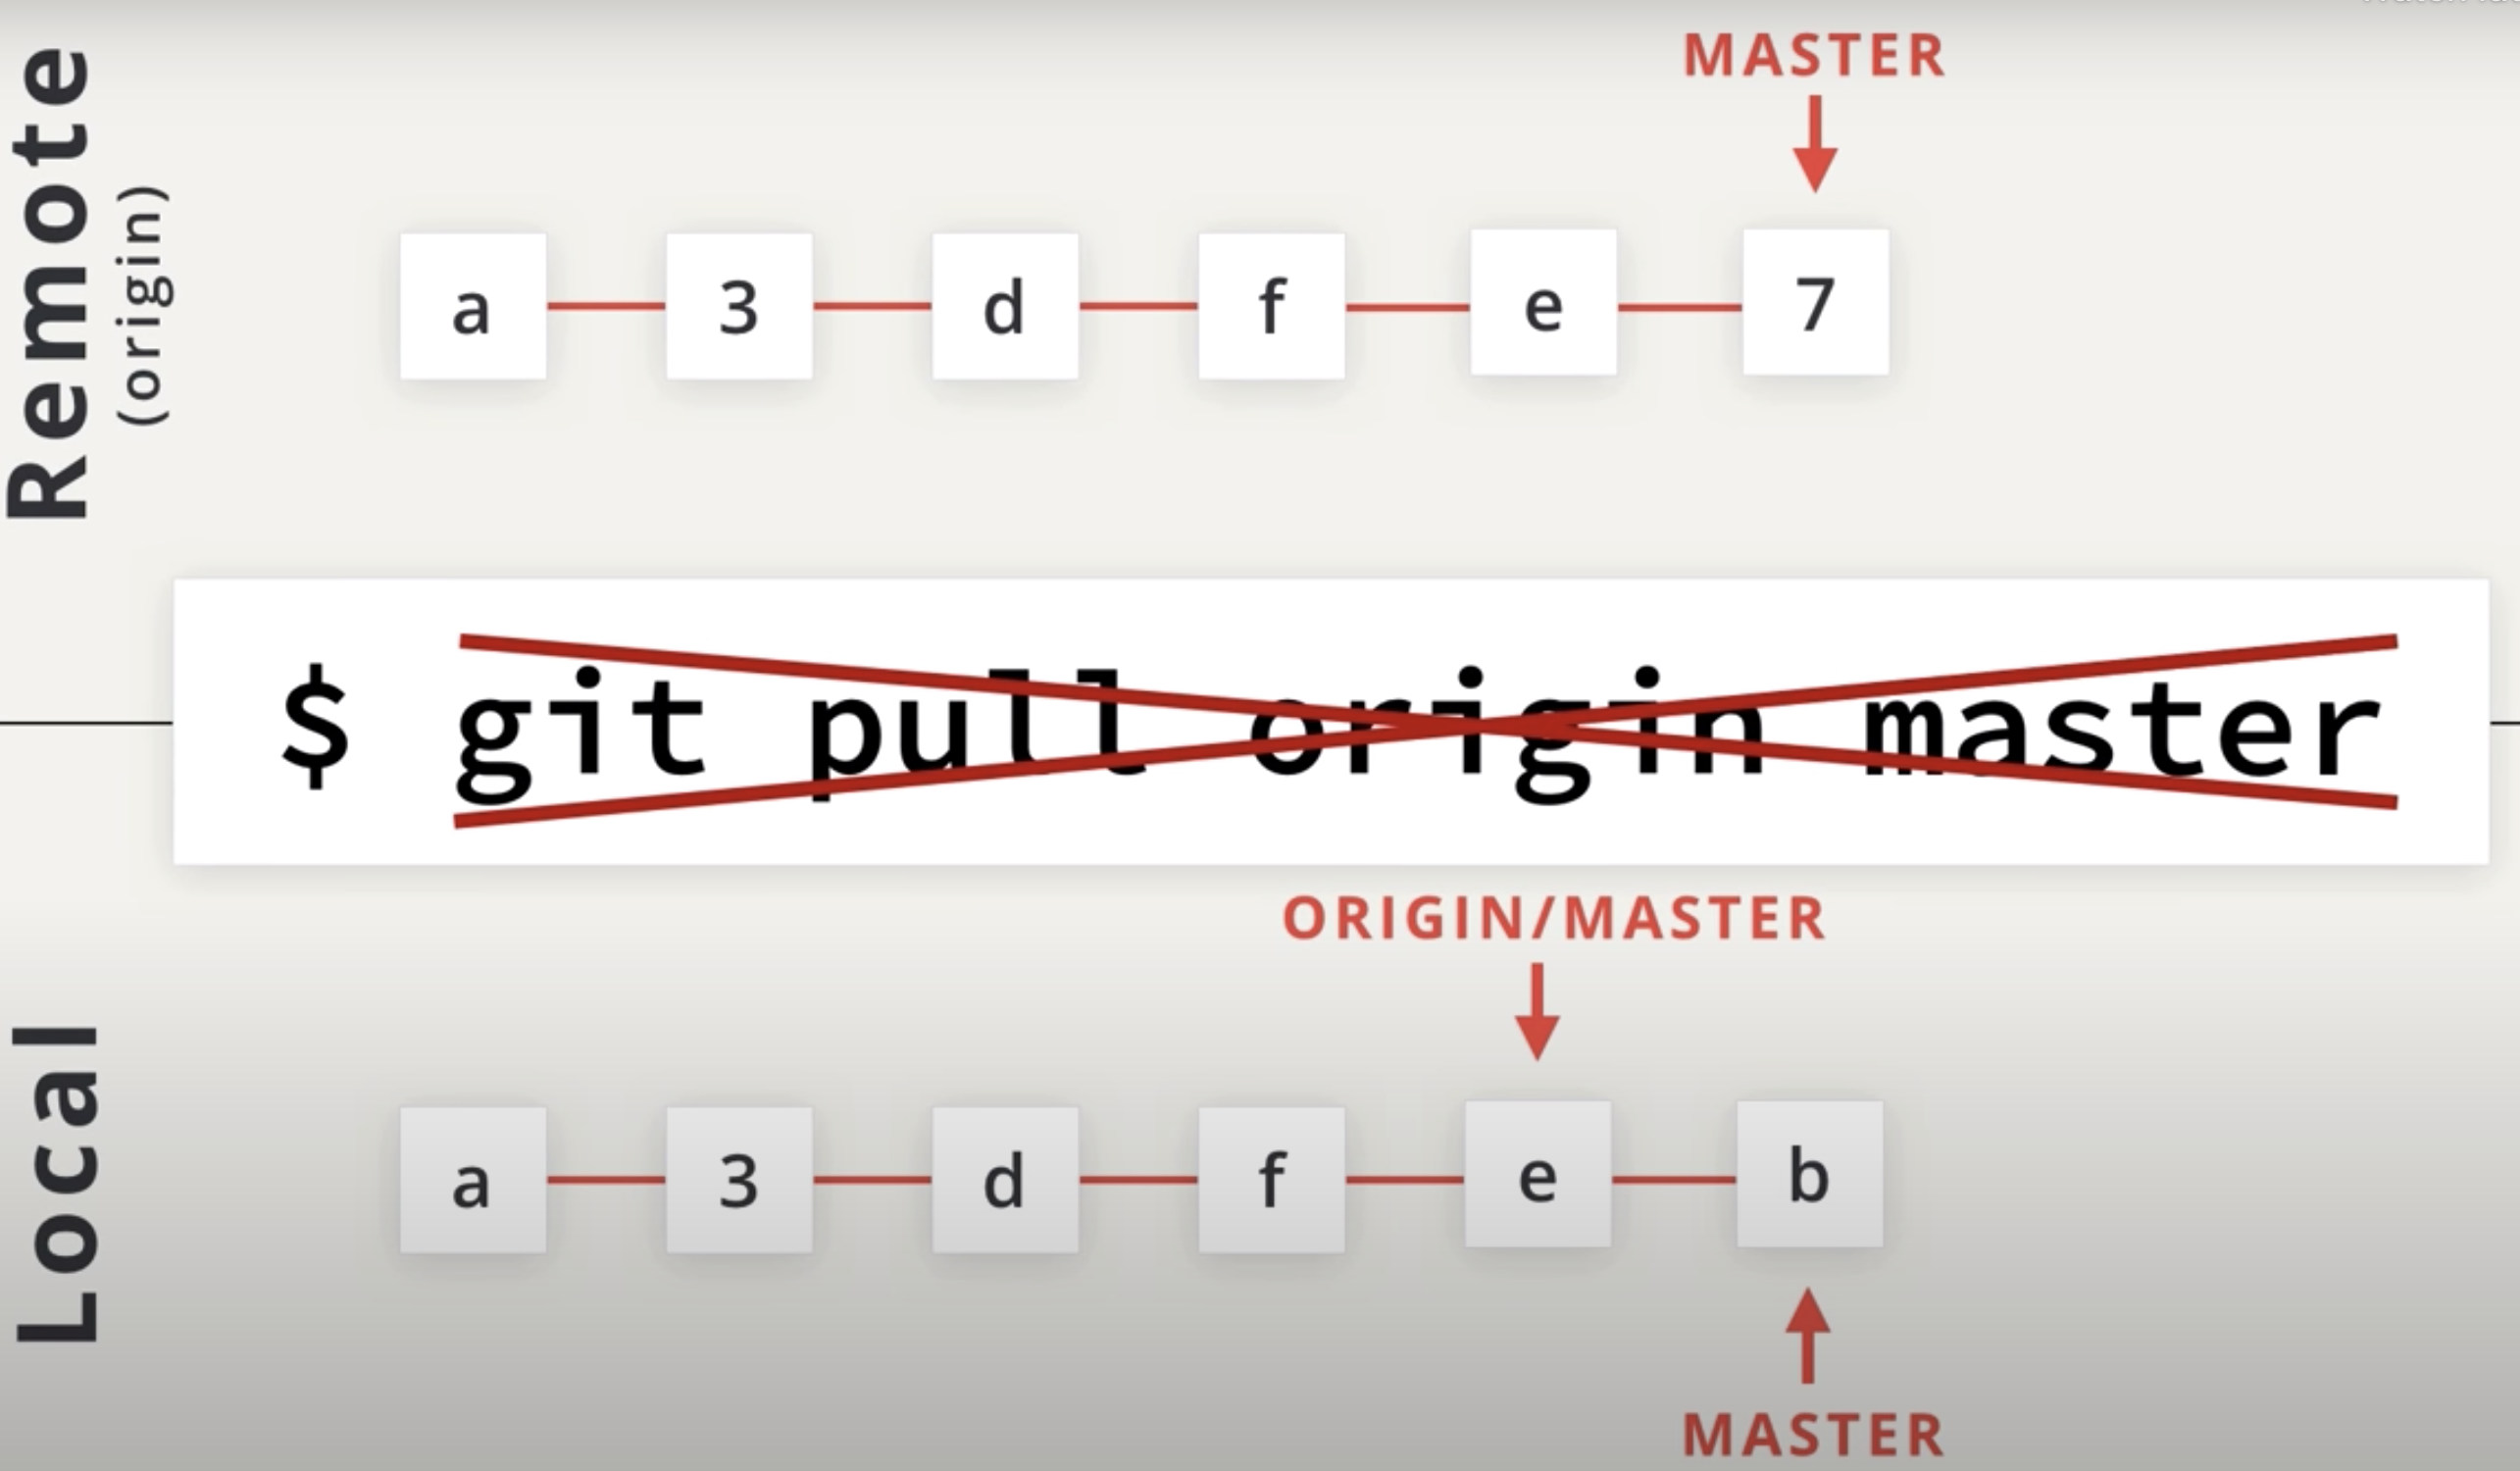 Remote
(origin)
MASTER
a 3 d f e 7
$ git pull origin master
ORIGIN/MASTER
Local
a 3 d f e b
MASTER